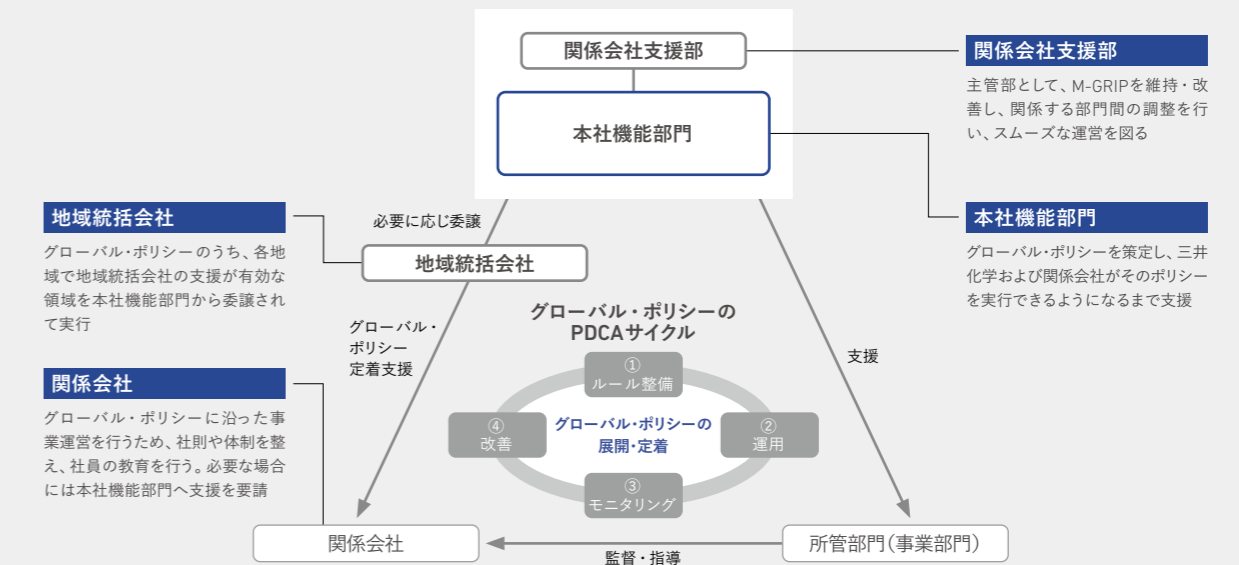 関係会社支援部
本社機能部門
関係会社支援部
主管部として、M-GRIPを維持・改
善し、関係する部門間の調整を行
い、スムーズな運営を図る
本社機能部門
グローバル・ポリシーを策定し、三井
化学および関係会社がそのポリシー
を実行できるようになるまで支援
地域統括会社
グローバル・ポリシーのうち、各地
域で地域統括会社の支援が有効な
領域を本社機能部門から委譲され
て実行
必要に応じ委譲
地域統括会社
グローバル・
ポリシー
定着支援
関係会社
グローバル・ポリシーに沿った事
業運営を行うため、社則や体制を整
え、社員の教育を行う。必要な場合
には本社機能部門へ支援を要請
グローバル・ポリシーの
PDCAサイクル
①
ルール整備
②
運用
③
モニタリング
④
改善
グローバル・ポリシーの
展開・定着
支援
関係会社
監督・指導
所管部門(事業部門)